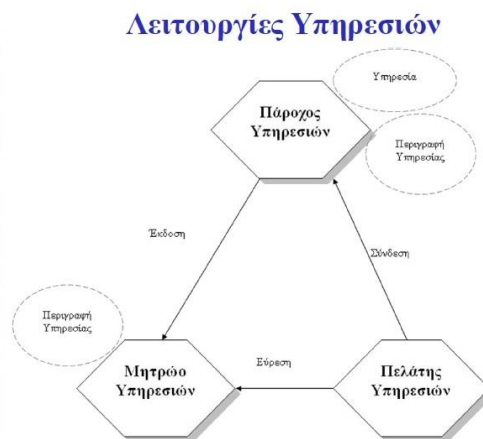 Λειτουργίες Υπηρεσιών
Υπηρεσία
Πάροχος
Υπηρεσιών
Περιγραφή
Υπηρεσίας
Έκδοση
Σύνδεση
Περιγραφή
Υπηρεσίας
Μητρώο
Υπηρεσιών
Εύρεση
Πελάτης
Υπηρεσιών